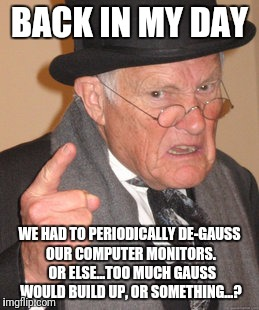 BACK IN MY DAY
WE HAD TO PERIODICALLY DE-GAUSS
OUR COMPUTER MONITORS.
OR ELSE...TOO MUCH GAUSS
WOULD BUILD UP, OR SOMETHING...?
imgflip.com